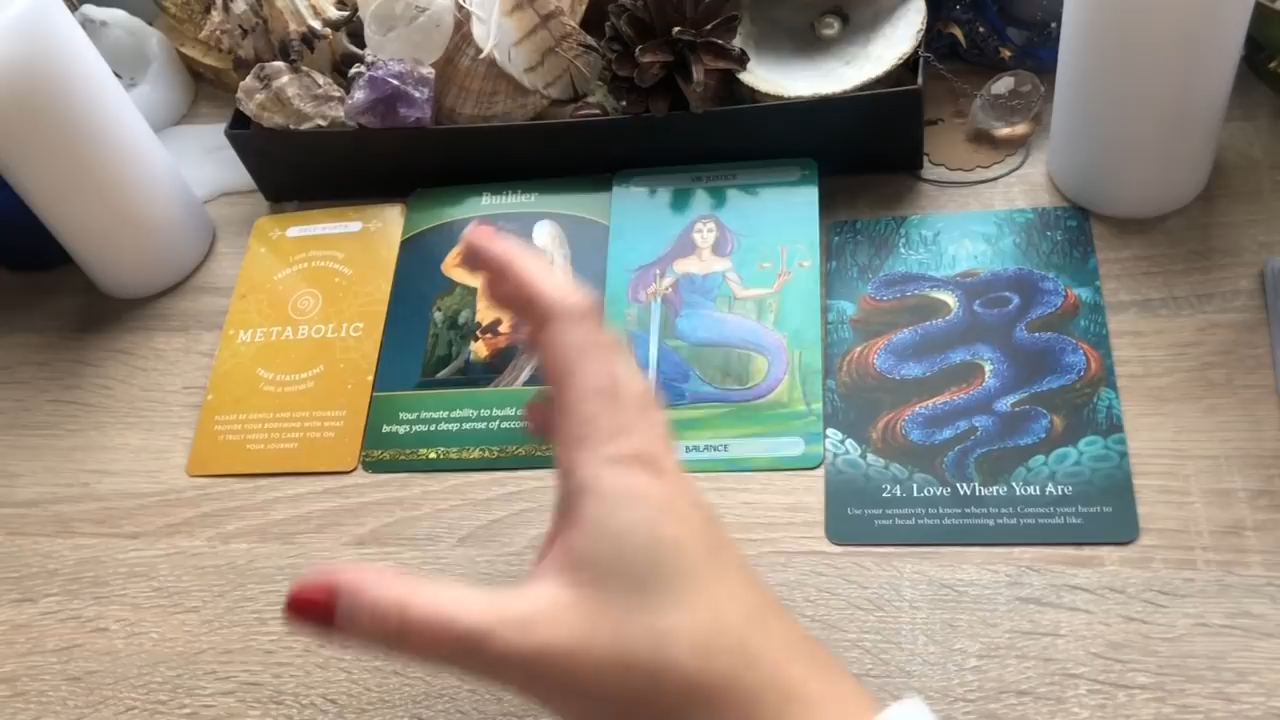 SELF-WORTH
I am despairing
TRIGGER STATEMENT
METABOLIC
TRUE STATEMENT
I am a miracle
PLEASE BE GENTLE AND LOVE YOURSELF
PROVIDE YOUR BODYMIND WITH WHAT
IT TRULY NEEDS TO CARRY YOU ON
YOUR JOURNEY
Builder
Your innate ability to build
brings you a deep sense of
JUSTICE
BALANCE
24. Love Where You Are
Use your sensitivity to know when to act. Connect your heart to
your head when determining what you would like.